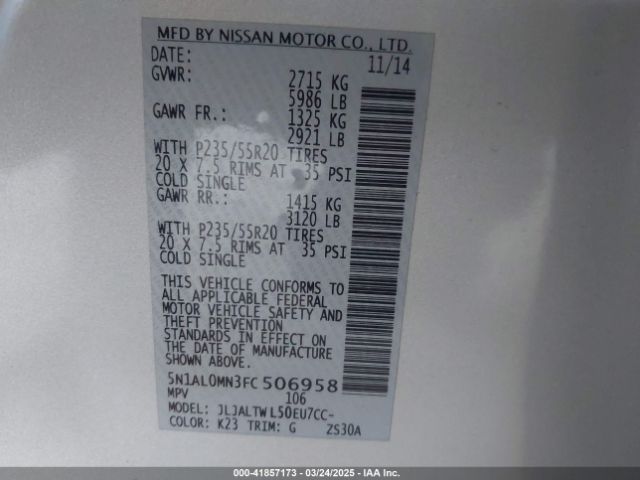 MFD BY NISSAN MOTOR CO., LTD.
DATE: 11/14
GVWR: 2715 KG
5986 LB
GAWR FR.: 1325 KG
2921 LB
WITH P235/55R20 TIRES
20 X 7.5 RIMS AT 35 PSI
COLD SINGLE
GAWR RR.: 1415 KG
3120 LB
WITH P235/55R20 TIRES
20 X 7.5 RIMS AT 35 PSI
COLD SINGLE
THIS VEHICLE CONFORMS TO
ALL APPLICABLE FEDERAL
MOTOR VEHICLE SAFETY AND
THEFT PREVENTION
STANDARDS IN EFFECT ON
THE DATE OF MANUFACTURE
SHOWN ABOVE.
5N1AL0MN3FC506958
MPV 106
MODEL: JLJALTWL50EU7CC-
COLOR: K23 TRIM: G ZS30A
000-41857173 — 03/24/2025 — IAA Inc.